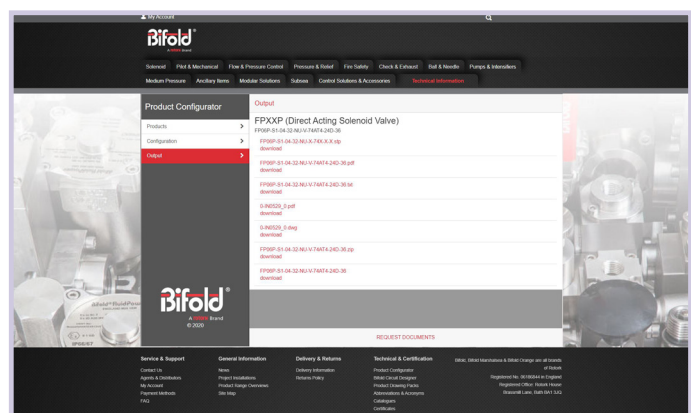 My Account
Bifold®
A rotork Brand
Solenoid Pilot & Mechanical Flow & Pressure Control Pressure & Relief Fire Safety Check & Exhaust Ball & Needle Pumps & Intensifiers
Medium Pressure Ancillary Items Modular Solutions Subsea Control Solutions & Accessories Technical Information
Product Configurator
Products
Configuration
Output
Output
FPXXP (Direct Acting Solenoid Valve)
FP06P-S1-04-32-NU-V-74AT4-24D-36
FP06P-S1-04-32-NU-X-74X-X-X.stp
download
FP06P-S1-04-32-NU-V-74AT4-24D-36.pdf
download
FP06P-S1-04-32-NU-V-74AT4-24D-36.txt
download
0-IN0529_0.pdf
download
0-IN0529_0.dwg
download
FP06P-S1-04-32-NU-V-74AT4-24D-36.zip
download
FP06P-S1-04-32-NU-V-74AT4-24D-36
download
Bifold®
A rotork Brand
© 2020
REQUEST DOCUMENTS
IP66/67
Service & Support
Contact Us
Agents & Distributors
My Account
Payment Methods
FAQ
General Information
News
Project Installations
Product Range Overviews
Site Map
Delivery & Returns
Delivery Information
Returns Policy
Technical & Certification
Product Configurator
Bifold Circuit Designer
Product Drawing Packs
Abbreviations & Acronyms
Catalogues
Certificates
Bifold, Bifold Marshalsea & Bifold Orange are all brands
of Rotork
Registered No. 06195844 in England
Registered Office: Rotork House
Brassmill Lane, Bath BA1 3JQ